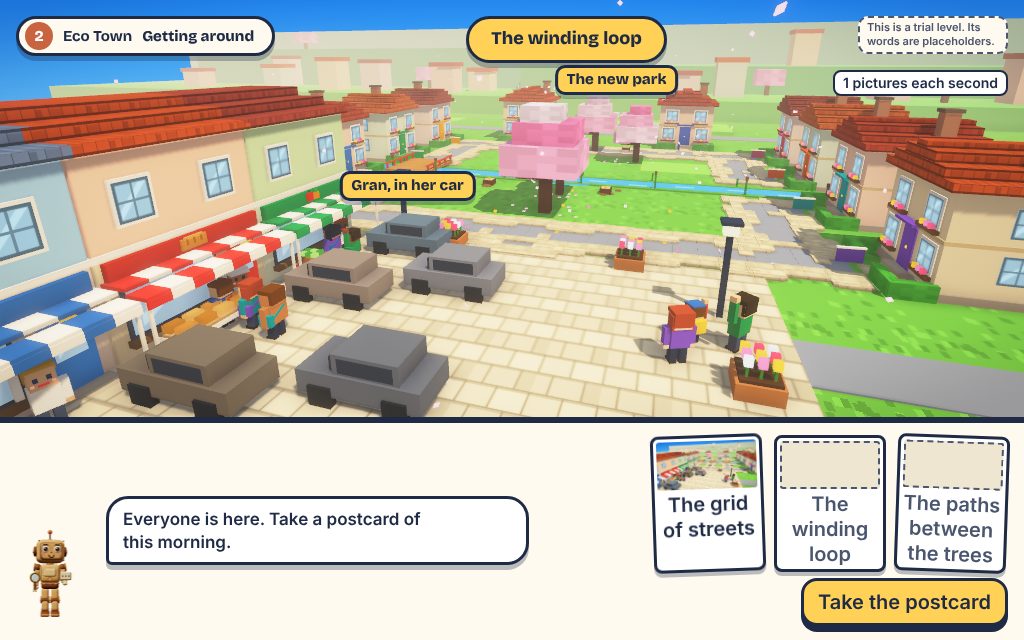 2 Eco Town Getting around
The winding loop
This is a trial level. Its
words are placeholders.
The new park
1 pictures each second
Gran, in her car
Everyone is here. Take a postcard of
this morning.
The grid
of streets
The
winding
loop
The paths
between
the trees
Take the postcard